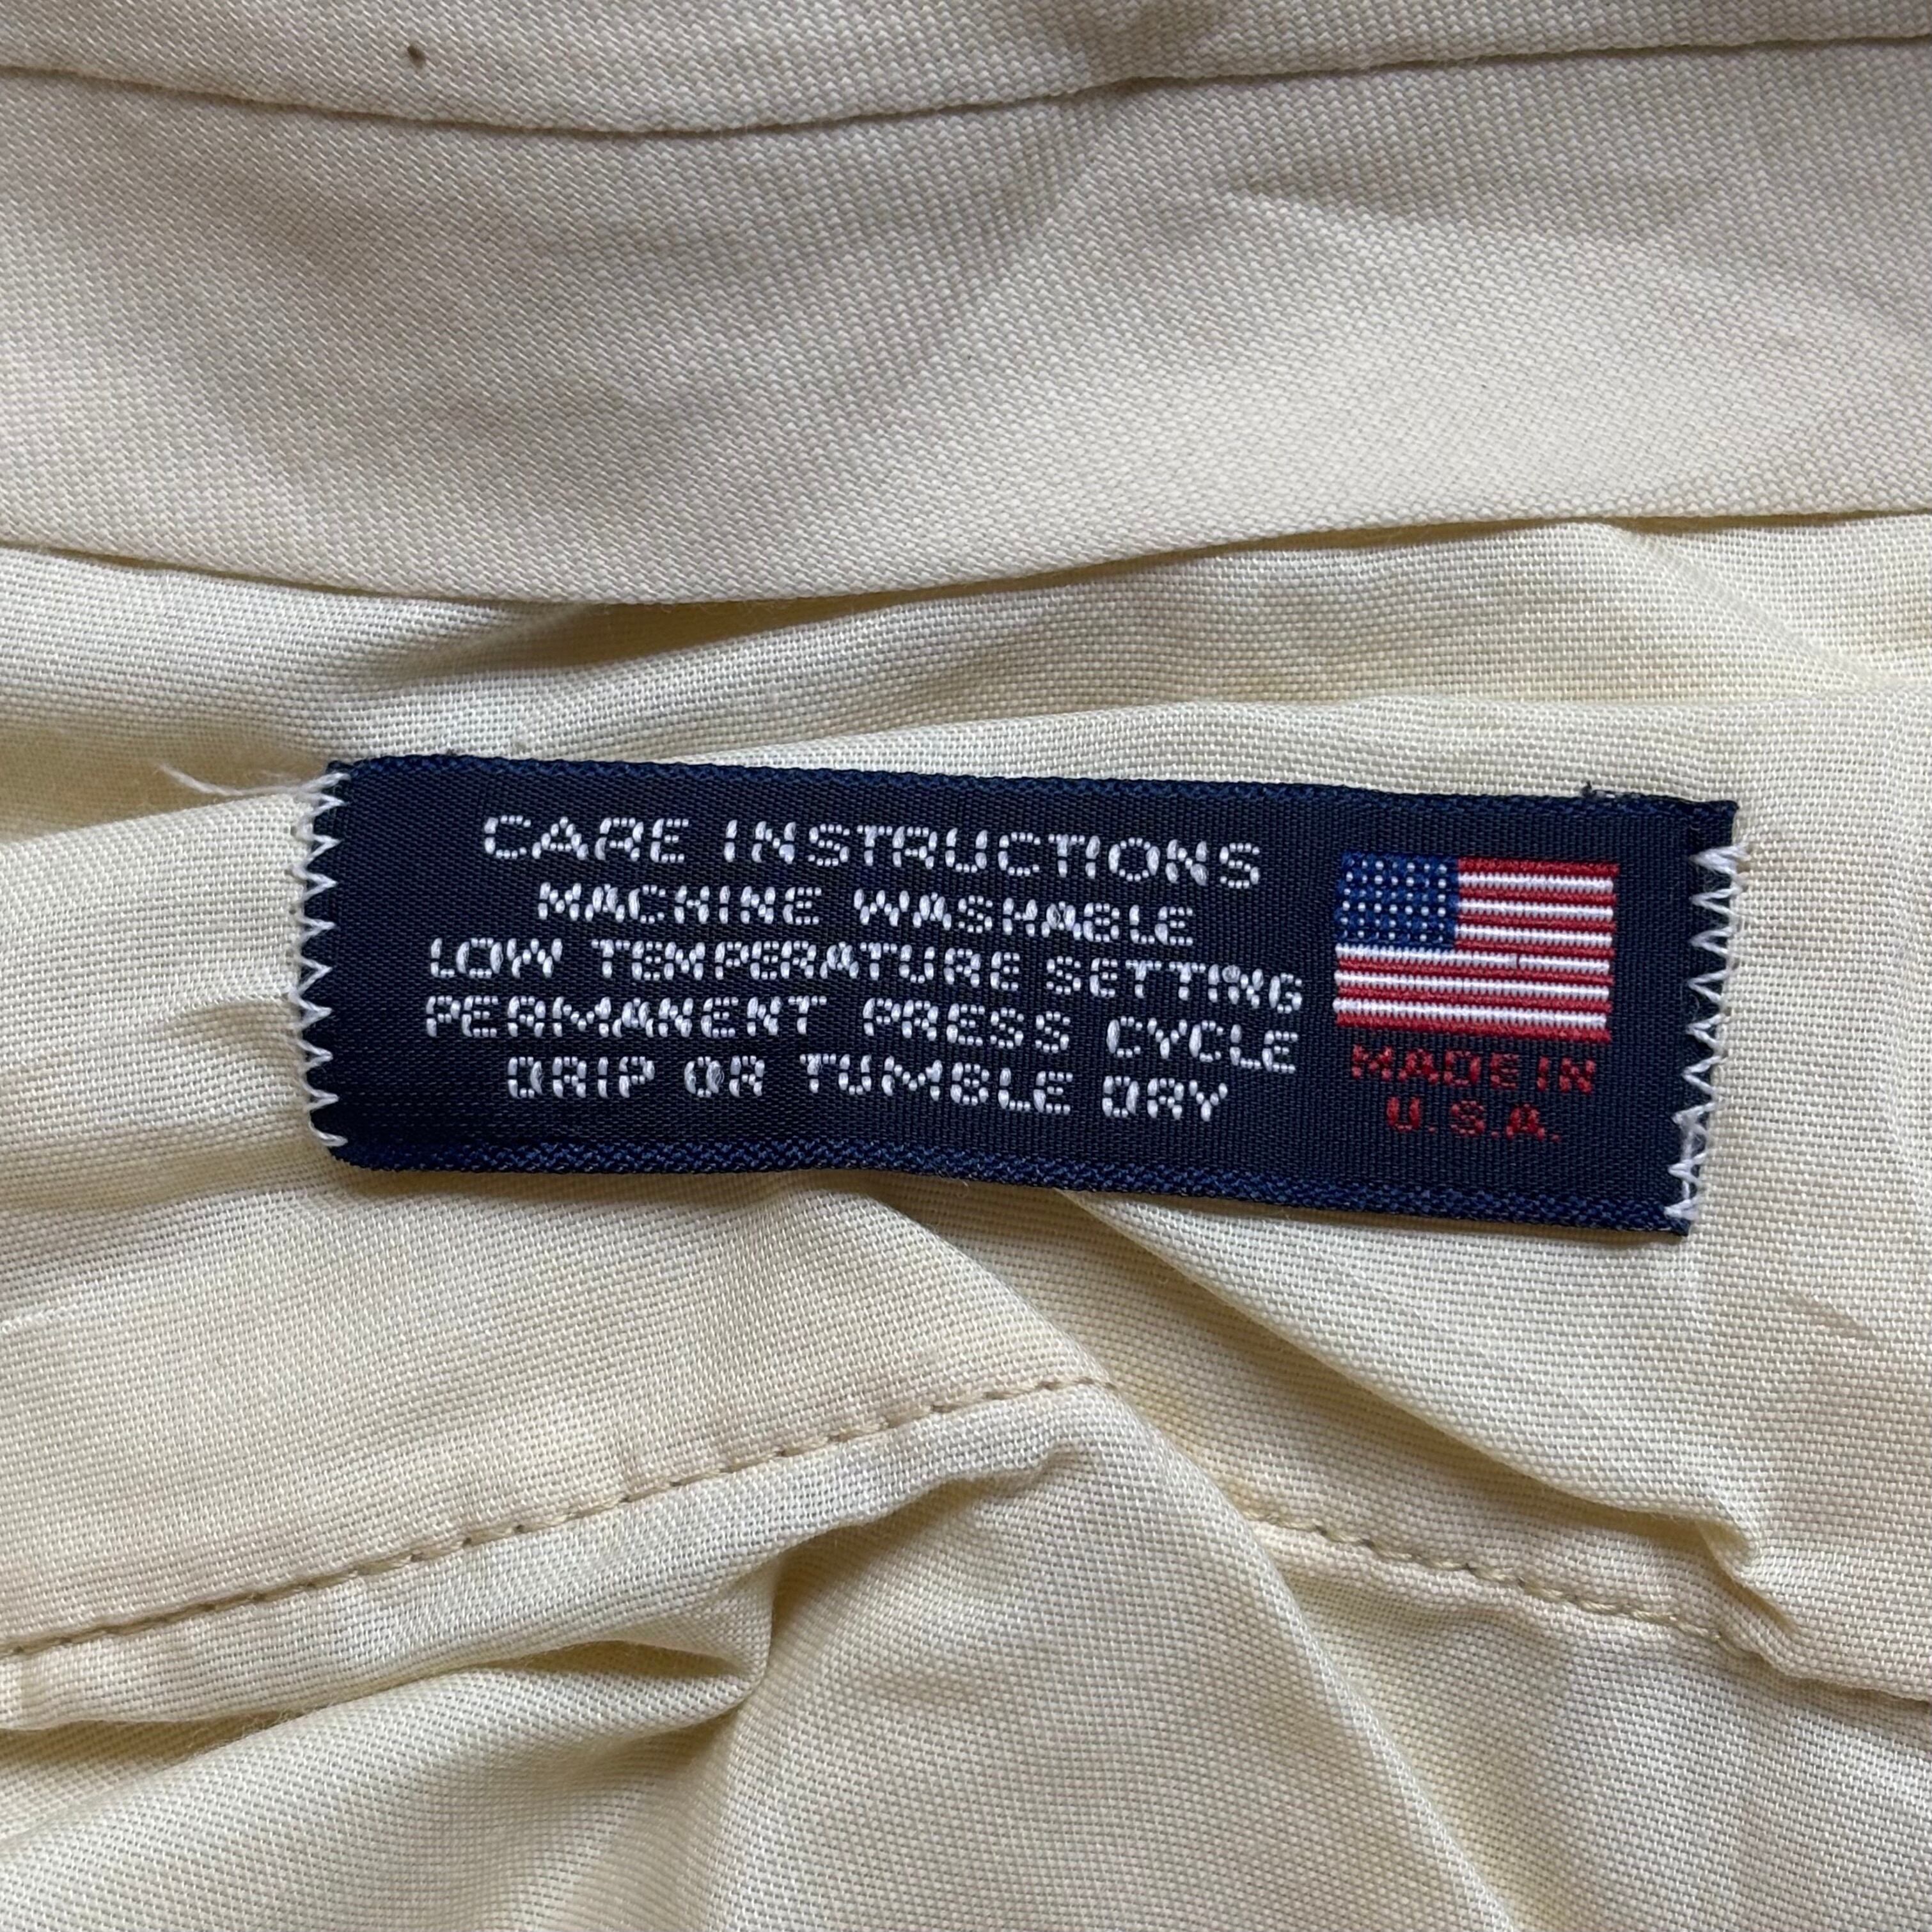 CARE INSTRUCTIONS
MACHINE WASHABLE
LOW TEMPERATURE SETTING
PERMANENT PRESS CYCLE
DRIP OR TUMBLE DRY
MADE IN
U.S.A.